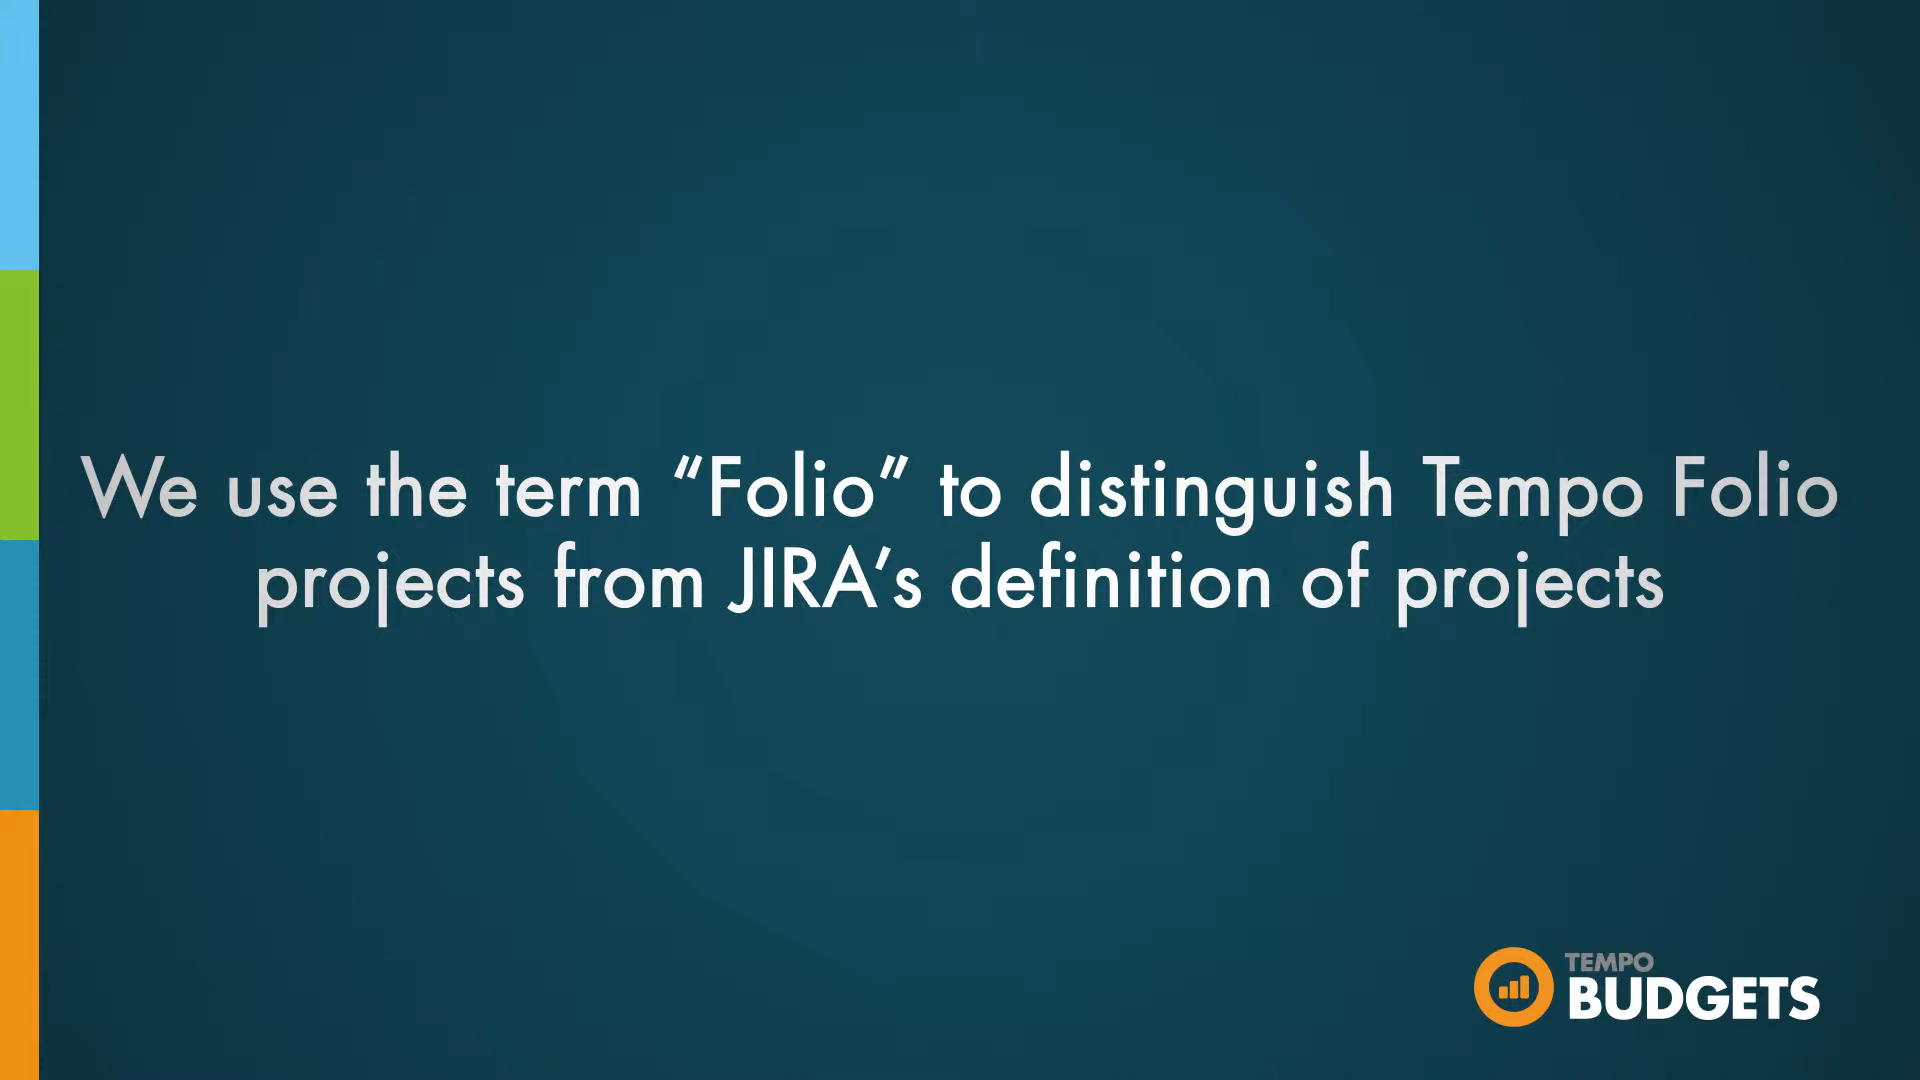 We use the term “Folio” to distinguish Tempo Folio
projects from JIRA’s definition of projects
TEMPO
BUDGETS